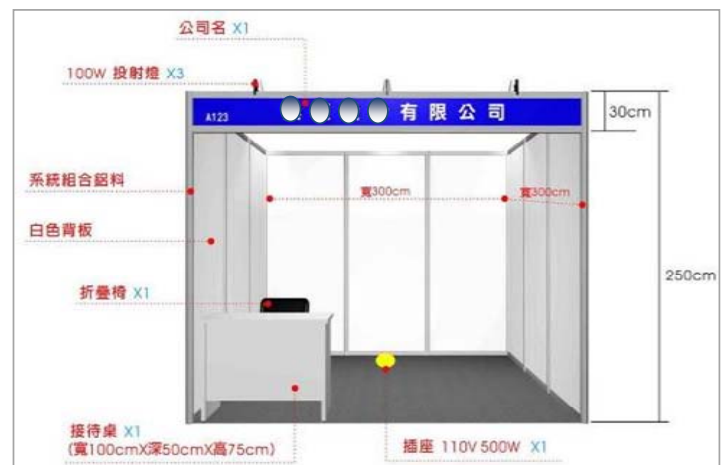 公司名 X1
100W 投射燈 X3
A123 有限公司
30cm
系統組合鋁料
寬300cm
寬300cm
白色背板
250cm
折疊椅 X1
接待桌 X1
(寬100cmX深50cmX高75cm)
插座 110V 500W X1